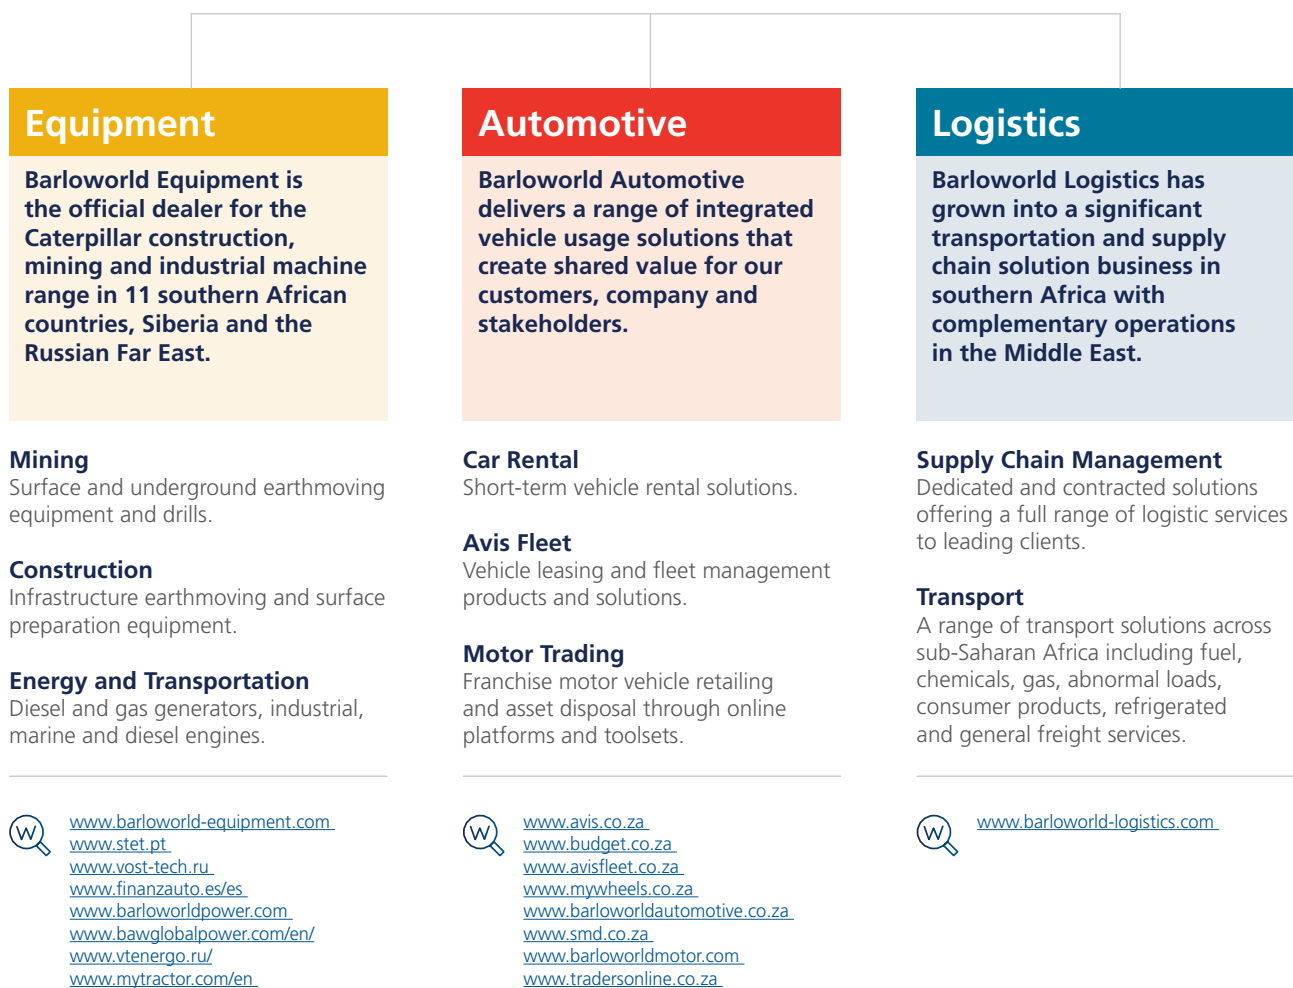 Equipment
Barloworld Equipment is
the official dealer for the
Caterpillar construction,
mining and industrial machine
range in 11 southern African
countries, Siberia and the
Russian Far East.
Mining
Surface and underground earthmoving
equipment and drills.
Construction
Infrastructure earthmoving and surface
preparation equipment.
Energy and Transportation
Diesel and gas generators, industrial,
marine and diesel engines.
W
www.barloworld-equipment.com
www.stet.pt
www.vost-tech.ru
www.finanzauto.es/es
www.barloworldpower.com
www.bawglobalpower.com/en/
www.vtenergo.ru/
www.mytractor.com/en
Automotive
Barloworld Automotive
delivers a range of integrated
vehicle usage solutions that
create shared value for our
customers, company and
stakeholders.
Car Rental
Short-term vehicle rental solutions.
Avis Fleet
Vehicle leasing and fleet management
products and solutions.
Motor Trading
Franchise motor vehicle retailing
and asset disposal through online
platforms and toolsets.
W
www.avis.co.za
www.budget.co.za
www.avisfleet.co.za
www.mywheels.co.za
www.barloworldautomotive.co.za
www.smd.co.za
www.barloworldmotor.com
www.tradersonline.co.za
Logistics
Barloworld Logistics has
grown into a significant
transportation and supply
chain solution business in
southern Africa with
complementary operations
in the Middle East.
Supply Chain Management
Dedicated and contracted solutions
offering a full range of logistic services
to leading clients.
Transport
A range of transport solutions across
sub-Saharan Africa including fuel,
chemicals, gas, abnormal loads,
consumer products, refrigerated
and general freight services.
W
www.barloworld-logistics.com